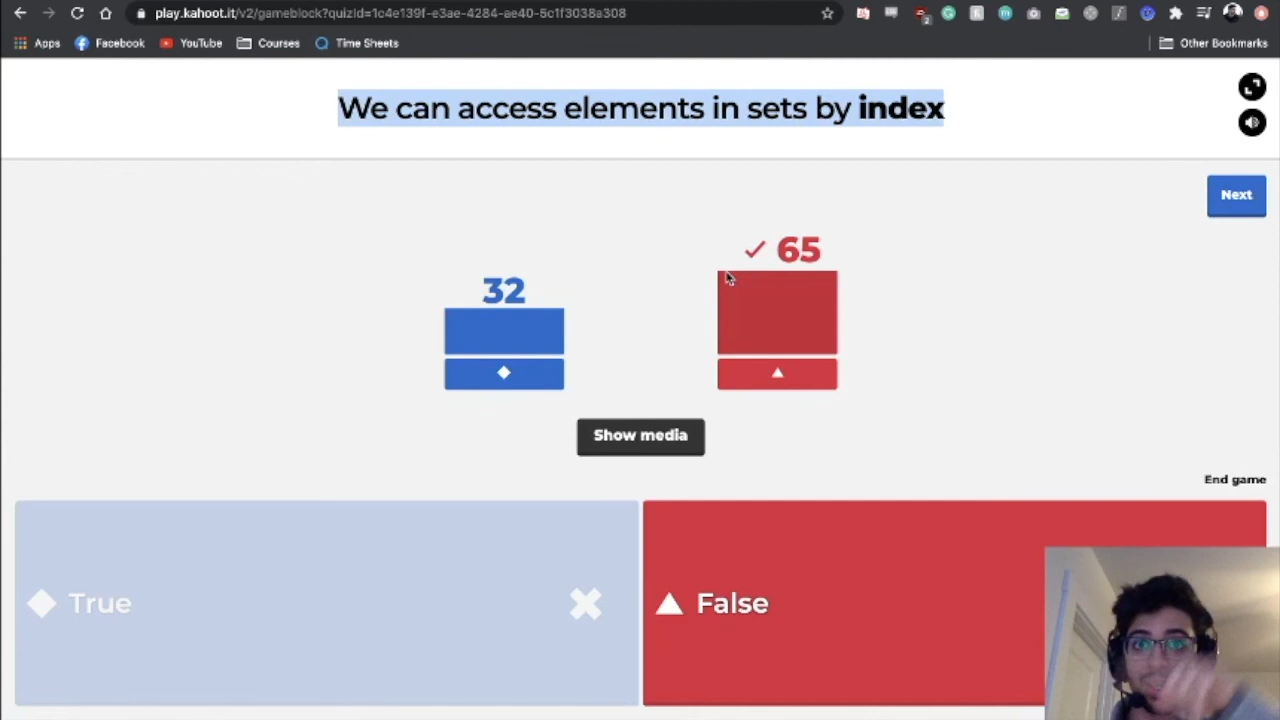 play.kahoot.it/v2/gameblock?quizId=1c4e139f-e3ae-4284-ae40-5c1f3038a308
Apps Facebook YouTube Courses Time Sheets Other Bookmarks
We can access elements in sets by index
Next
32
65
Show media
End game
True
False